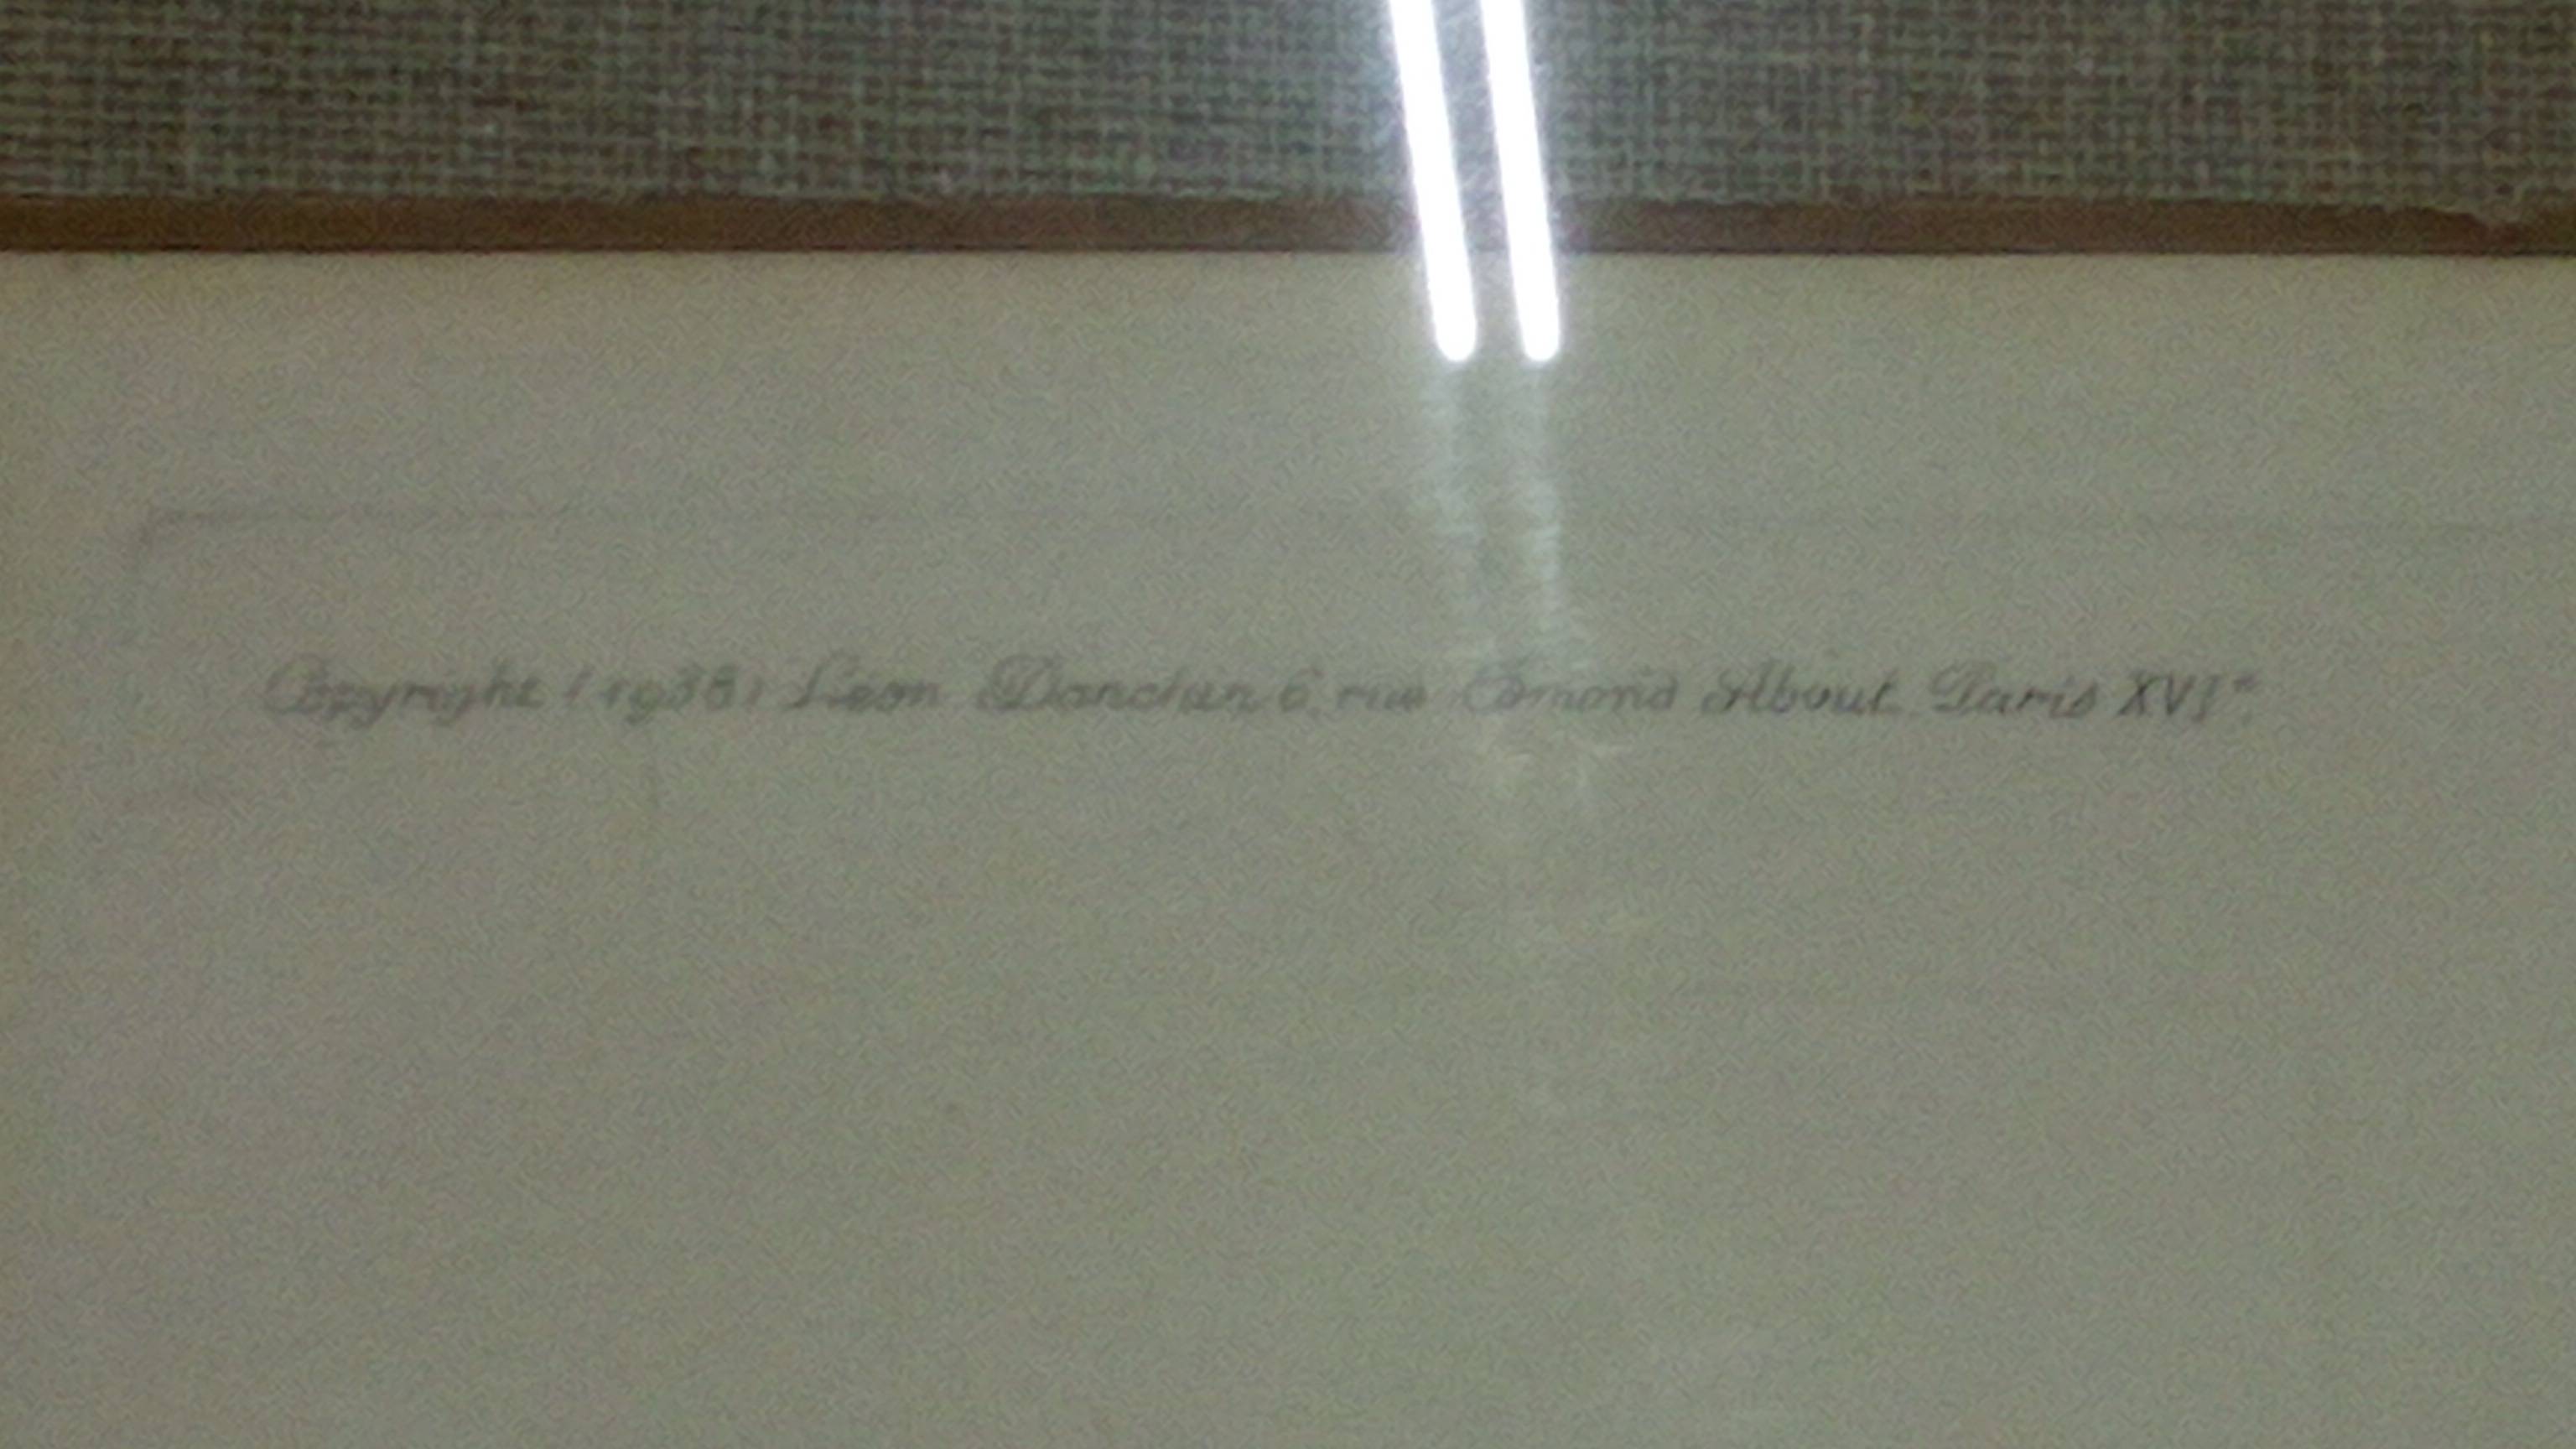 Copyright (1938) Leon Danchin 6, rue Edmond About. Paris XVIe